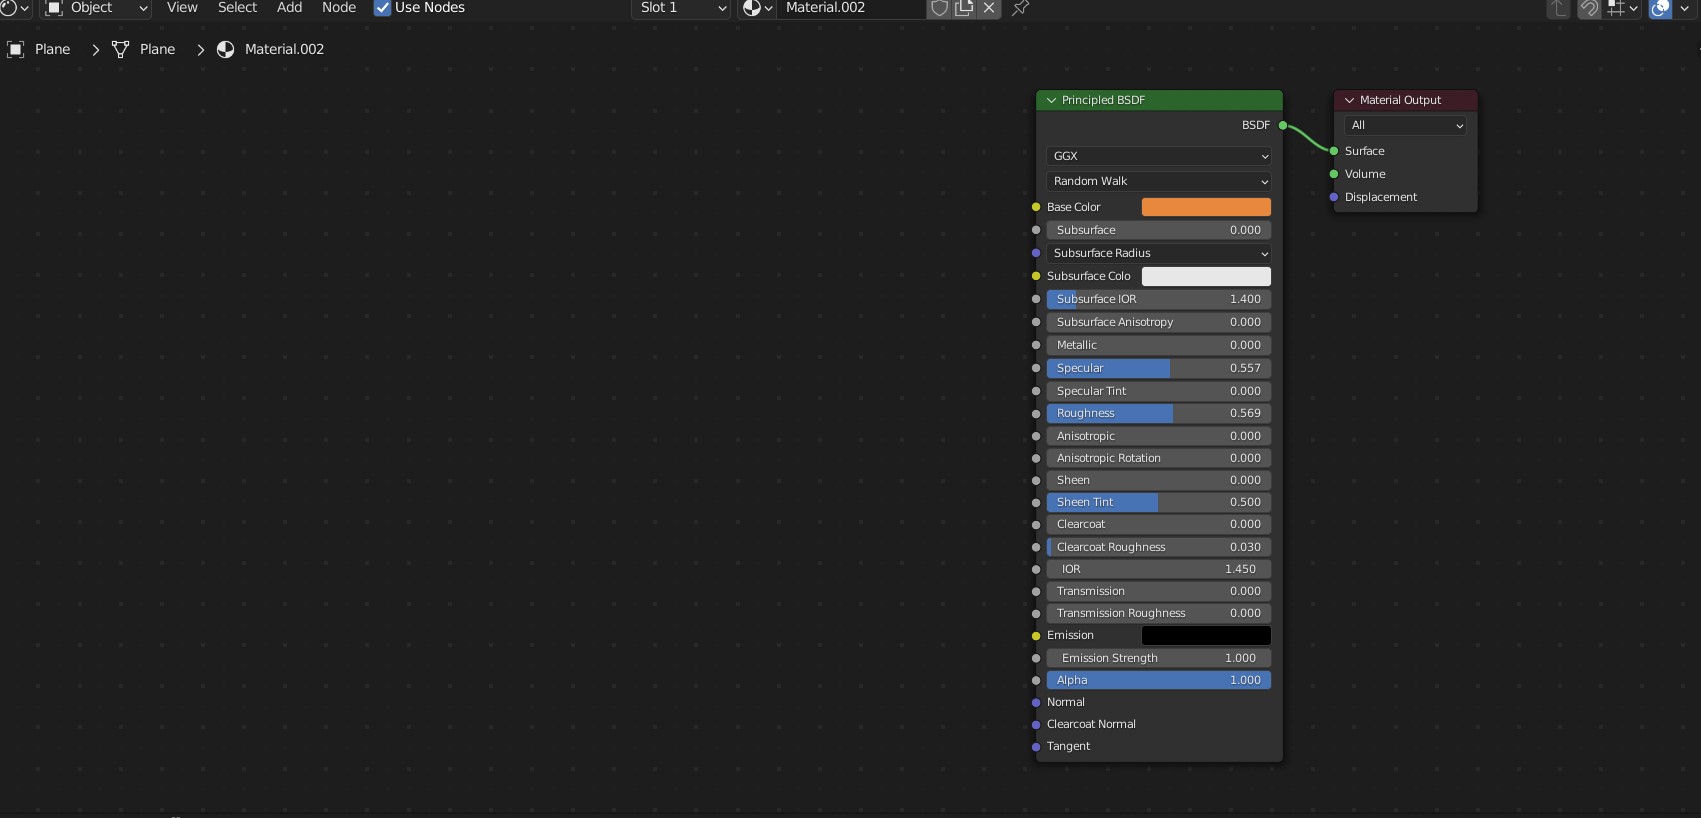 Object View Select Add Node Use Nodes Slot 1 Material.002
Plane Plane Material.002
Principled BSDF
BSDF
GGX
Random Walk
Base Color
Subsurface 0.000
Subsurface Radius
Subsurface Colo
Subsurface IOR 1.400
Subsurface Anisotropy 0.000
Metallic 0.000
Specular 0.557
Specular Tint 0.000
Roughness 0.569
Anisotropic 0.000
Anisotropic Rotation 0.000
Sheen 0.000
Sheen Tint 0.500
Clearcoat 0.000
Clearcoat Roughness 0.030
IOR 1.450
Transmission 0.000
Transmission Roughness 0.000
Emission
Emission Strength 1.000
Alpha 1.000
Normal
Clearcoat Normal
Tangent
Material Output
All
Surface
Volume
Displacement